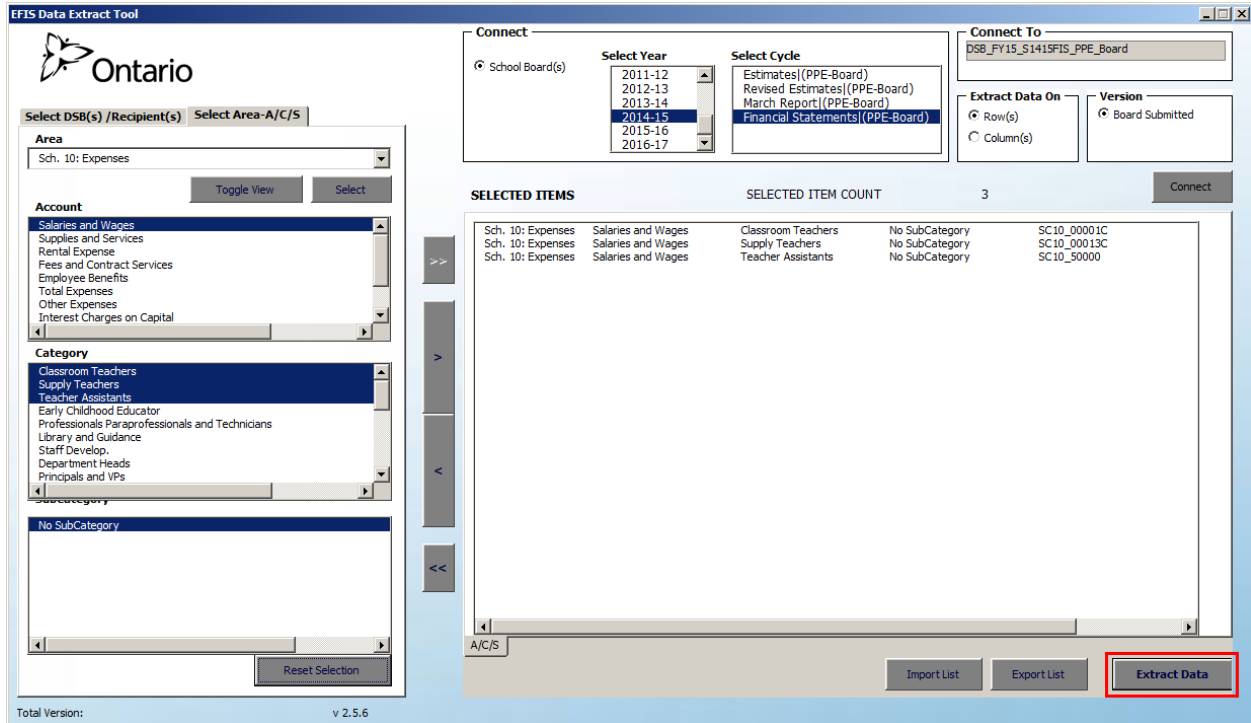 EFIS Data Extract Tool
Ontario
Select DSB(s) /Recipient(s)
Select Area-A/C/S
Area
Sch. 10: Expenses
Toggle View
Select
Account
Salaries and Wages
Supplies and Services
Rental Expense
Fees and Contract Services
Employee Benefits
Total Expenses
Other Expenses
Interest Charges on Capital
Category
Classroom Teachers
Supply Teachers
Teacher Assistants
Early Childhood Educator
Professionals Paraprofessionals and Technicians
Library and Guidance
Staff Develop.
Department Heads
Principals and VPs
Subcategory
No SubCategory
Reset Selection
Total Version: v 2.5.6
>>
>
<
<<
Connect
School Board(s)
Select Year
2011-12
2012-13
2013-14
2014-15
2015-16
2016-17
Select Cycle
Estimates|(PPE-Board)
Revised Estimates|(PPE-Board)
March Report|(PPE-Board)
Financial Statements|(PPE-Board)
Connect To
DSB_FY15_S1415FIS_PPE_Board
Extract Data On
Row(s)
Column(s)
Version
Board Submitted
Connect
SELECTED ITEMS SELECTED ITEM COUNT 3
Sch. 10: Expenses Salaries and Wages Classroom Teachers No SubCategory SC10_00001C
Sch. 10: Expenses Salaries and Wages Supply Teachers No SubCategory SC10_00013C
Sch. 10: Expenses Salaries and Wages Teacher Assistants No SubCategory SC10_50000
A/C/S
Import List
Export List
Extract Data